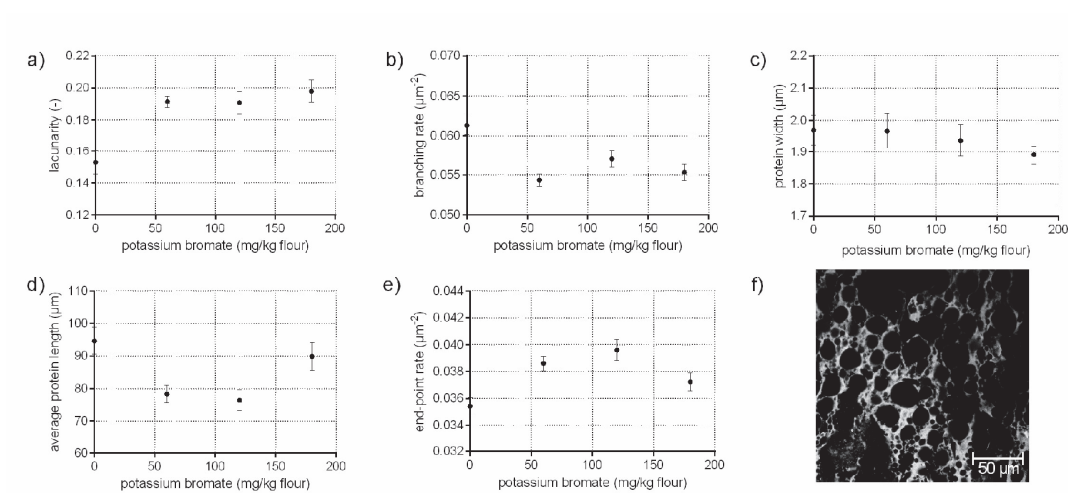 a)
lacunarity (-)
0.22
0.20
0.18
0.16
0.14
0.12
0 50 100 150 200
potassium bromate (mg/kg flour)
b)
branching rate (µm⁻²)
0.070
0.065
0.060
0.055
0.050
0 50 100 150 200
potassium bromate (mg/kg flour)
c)
protein width (µm)
2.2
2.1
2.0
1.9
1.8
1.7
0 50 100 150 200
potassium bromate (mg/kg flour)
d)
average protein length (µm)
110
100
90
80
70
60
0 50 100 150 200
potassium bromate (mg/kg flour)
e)
end-point rate (µm⁻²)
0.044
0.042
0.040
0.038
0.036
0.034
0.032
0 50 100 150 200
potassium bromate (mg/kg flour)
f)
50 µm